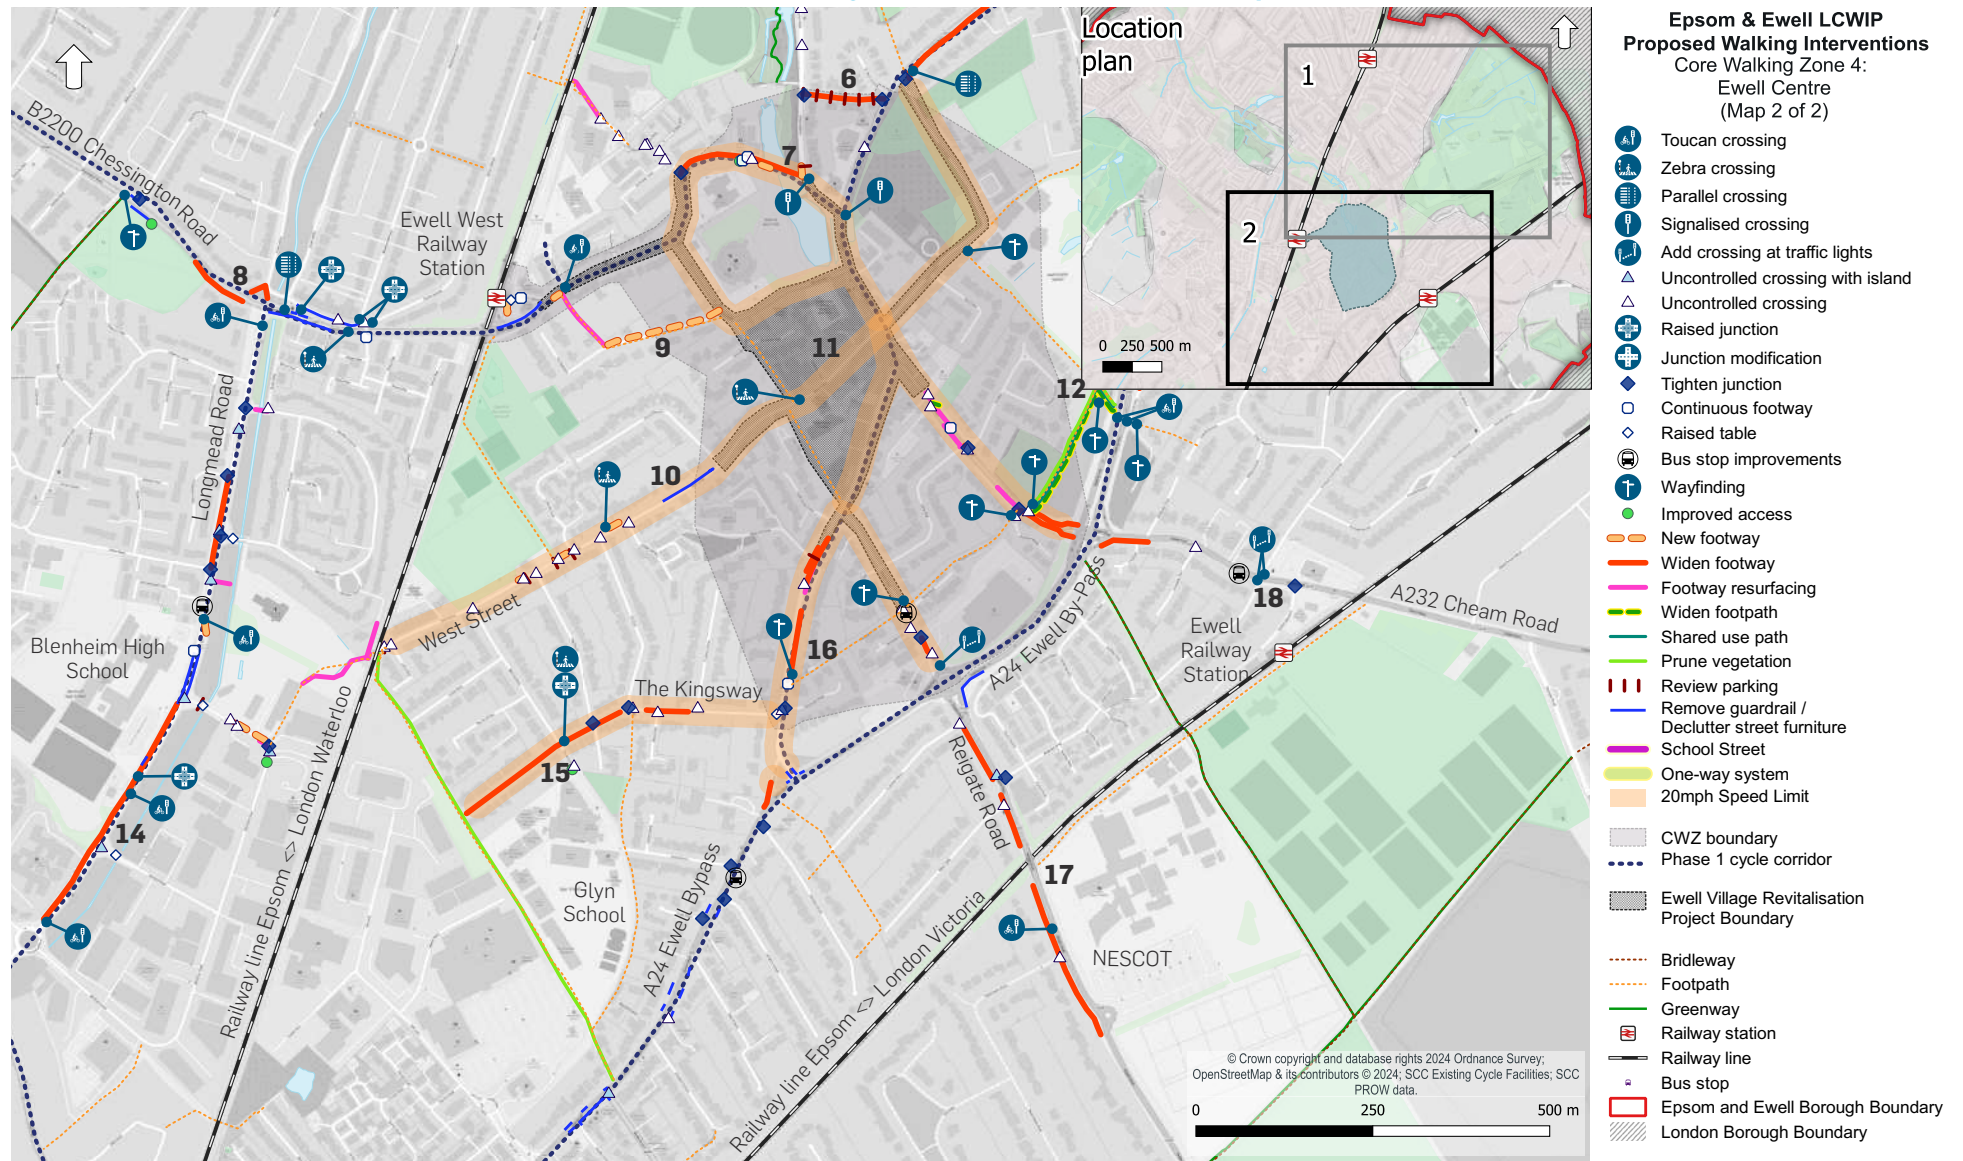 Epsom & Ewell LCWIP
Proposed Walking Interventions
Core Walking Zone 4:
Ewell Centre
(Map 2 of 2)
Toucan crossing
Zebra crossing
Parallel crossing
Signalised crossing
Add crossing at traffic lights
Uncontrolled crossing with island
Uncontrolled crossing
Raised junction
Junction modification
Tighten junction
Continuous footway
Raised table
Bus stop improvements
Wayfinding
Improved access
New footway
Widen footway
Footway resurfacing
Widen footpath
Shared use path
Prune vegetation
Review parking
Remove guardrail /
Declutter street furniture
School Street
One-way system
20mph Speed Limit
CWZ boundary
Phase 1 cycle corridor
Ewell Village Revitalisation
Project Boundary
Bridleway
Footpath
Greenway
Railway station
Railway line
Bus stop
Epsom and Ewell Borough Boundary
London Borough Boundary
Location
plan
1
2
0 250 500 m
B2200 Chessington Road
Ewell West
Railway
Station
6
7
8
9
10
11
12
14
15
16
17
18
Longmead Road
Blenheim High
School
West Street
The Kingsway
Railway line Epsom <> London Waterloo
Glyn
School
A24 Ewell Bypass
A24 Ewell By-Pass
Reigate Road
Railway line Epsom <> London Victoria
NESCOT
Ewell
Railway
Station
A232 Cheam Road
© Crown copyright and database rights 2024 Ordnance Survey;
OpenStreetMap & its contributors © 2024; SCC Existing Cycle Facilities; SCC
PROW data.
0 250 500 m